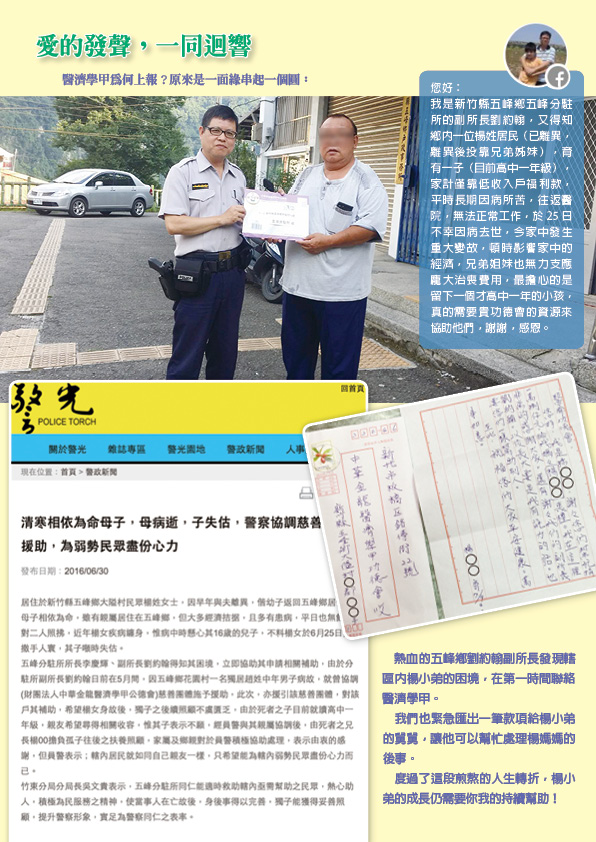 愛的發聲，一同迴響
醫濟學甲為何上報？原來是一面緣串起一個圓：
您好：
我是新竹縣五峰鄉五峰分駐
所的副所長劉約翰，又得知
鄉內一位楊姓居民（已離異，
離異後投靠兄弟姊妹），育
有一子（目前高中一年級），
家計僅靠低收入戶福利款，
平時長期因病所苦，往返醫
院，無法正常工作，於25日
不幸因病去世，今家中發生
重大變故，頓時影響家中的
經濟，兄弟姐妹也無力支應
龐大治喪費用，最擔心的是
留下一個才高中一年的小孩，
真的需要貴功德會的資源來
協助他們，謝謝，感恩。
POLICE
警光
POLICE TORCH
回首頁
關於警光 雜誌專區 警光園地 警政新聞 人事
現在位置：首頁 > 警政新聞
清寒相依為命母子，母病逝，子失估，警察協調慈善
援助，為弱勢民眾盡份心力
發布日期：2016/06/30
居住於新竹縣五峰鄉大隘村民眾楊姓女士，因早年與夫離異，偕幼子返回五峰鄉居
母子相依為命，雖有親屬居住在五峰鄉，但大多經濟拮据，且多有患病，平日也無
對二人照拂，近年楊女疾病纏身，惟病中時懸心其16歲的兒子，不料楊女於6月25日
撒手人寰，其子頓時失估。
五峰分駐所所長李慶輝、副所長劉約翰得知其困境，立即協助其申請相關補助，由於分
駐所副所長劉約翰日前在5月間，因五峰鄉花園村一名獨居趙姓中年男子病故，就曾協調
(財團法人中華金龍醫濟學甲公德會)慈善團體施予援助，此次，亦援引該慈善團體，對該
戶其補助，希望楊女身故後，獨子之後續照顧不虞匱乏。由於死者之子目前就讀高中一
年級，親友希望尋得相關收容，惟其子表示不願，經員警與其親屬協調後，由死者之兄
長楊00擔負孤子往後之扶養照顧。家屬及鄉鄰對於員警積極協助處理，表示由衷的感
謝，但員警表示；轄內居民就如同自己親友一樣，只希望能為轄內弱勢民眾盡份心力而
已。
竹東分局分局長吳文貴表示，五峰分駐所同仁能適時救助轄內亟需幫助之民眾，熱心助
人，積極為民服務之精神，使當事人在亡故後，身後事得以完善，獨子能獲得妥善照
顧，提升警察形象，實足為警察同仁之表率。
中華金龍醫濟學甲功德會 收
熱血的五峰鄉劉約翰副所長發現轄
區內楊小弟的困境，在第一時間聯絡
醫濟學甲。
我們也緊急匯出一筆款項給楊小弟
的舅舅，讓他可以幫忙處理楊媽媽的
後事。
度過了這段煎熬的人生轉折，楊小
弟的成長仍需要你我的持續幫助！